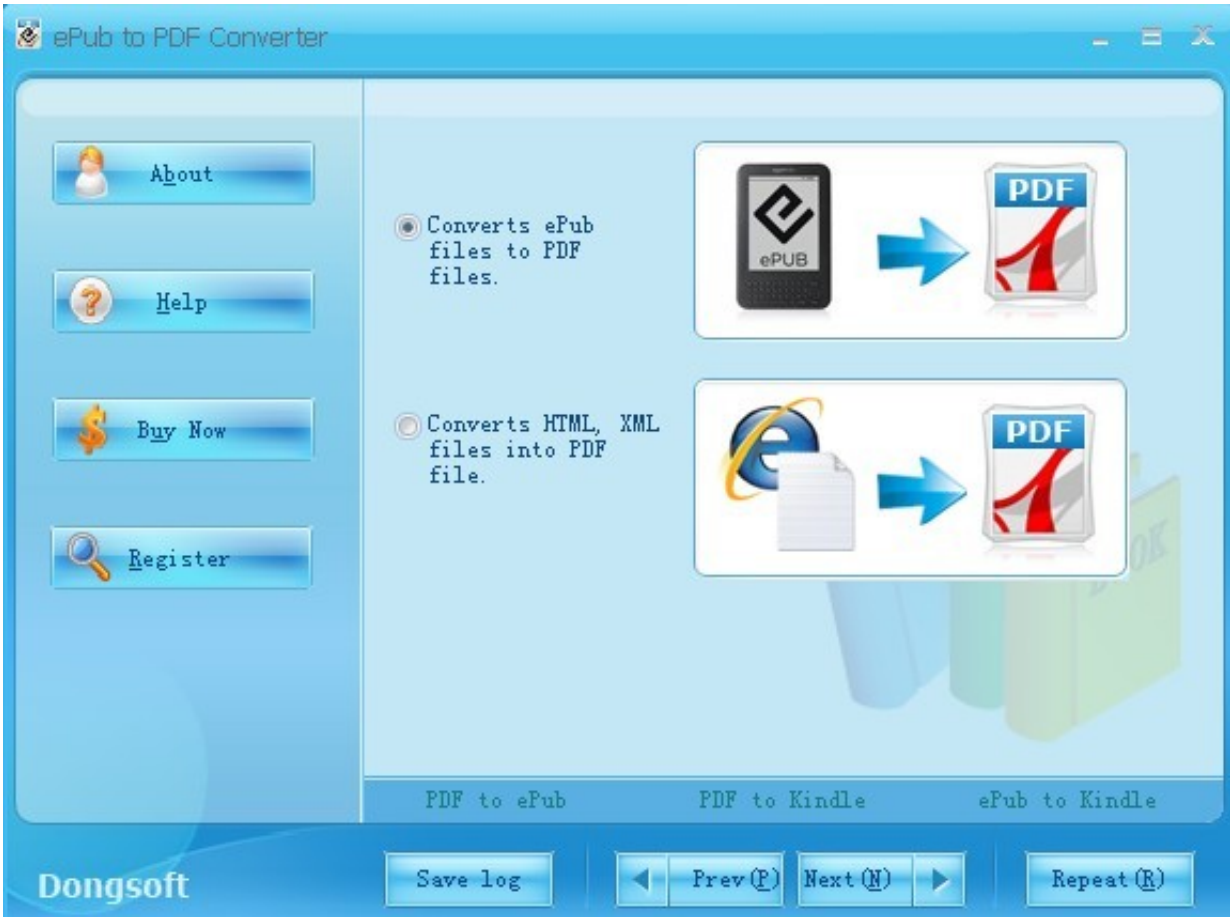 ePub to PDF Converter
About
Help
Buy Now
Register
Converts ePub
files to PDF
files.
ePUB
PDF
Converts HTML, XML
files into PDF
file.
PDF
BOOK
PDF to ePub
PDF to Kindle
ePub to Kindle
Dongsoft
Save log
Prev(P)
Next(N)
Repeat(R)